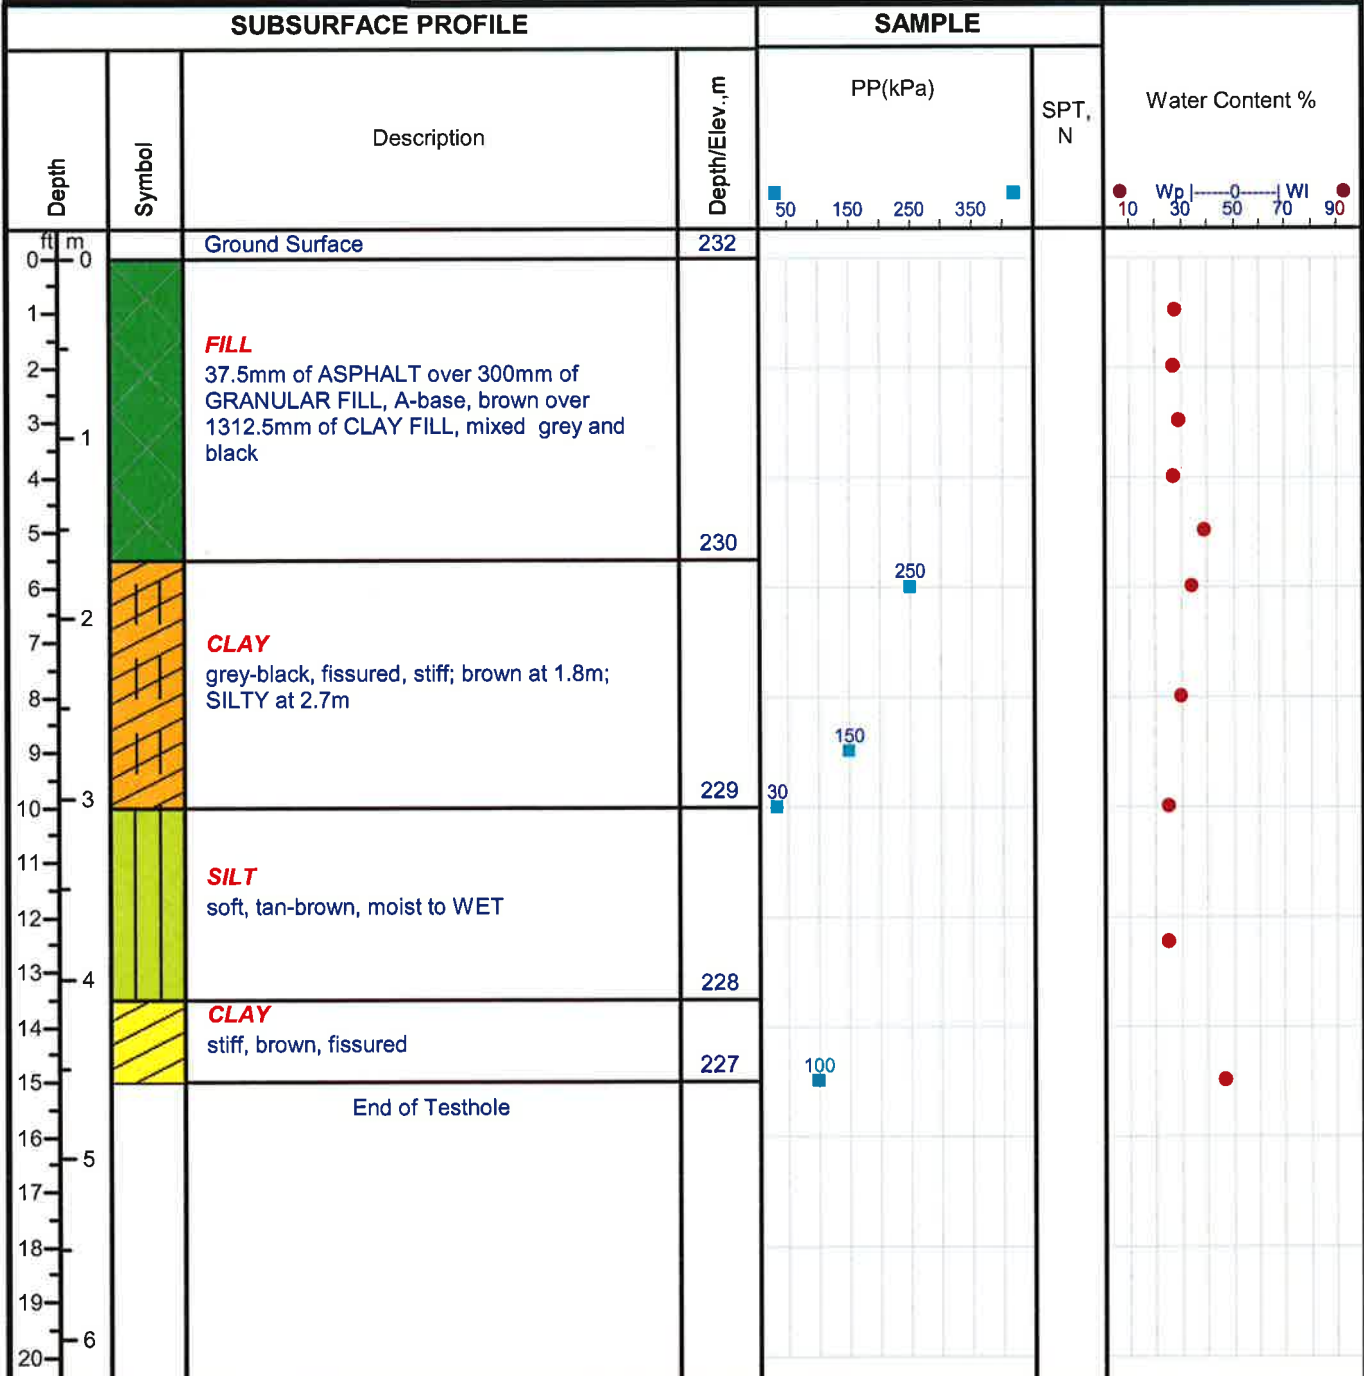 SUBSURFACE PROFILE
SAMPLE
Depth
Symbol
Description
Depth/Elev.,m
PP(kPa)
SPT,
N
Water Content %
50 150 250 350
Wp |-----0-----| Wl
10 30 50 70 90
ft m
Ground Surface
232
0 0
1
FILL
2
37.5mm of ASPHALT over 300mm of
GRANULAR FILL, A-base, brown over
3
1312.5mm of CLAY FILL, mixed grey and
1
black
4
5
230
250
6
2
7
CLAY
grey-black, fissured, stiff; brown at 1.8m;
SILTY at 2.7m
8
150
9
229
30
3
10
11
SILT
soft, tan-brown, moist to WET
12
13
4
228
CLAY
14
stiff, brown, fissured
227
100
15
End of Testhole
16
5
17
18
19
6
20